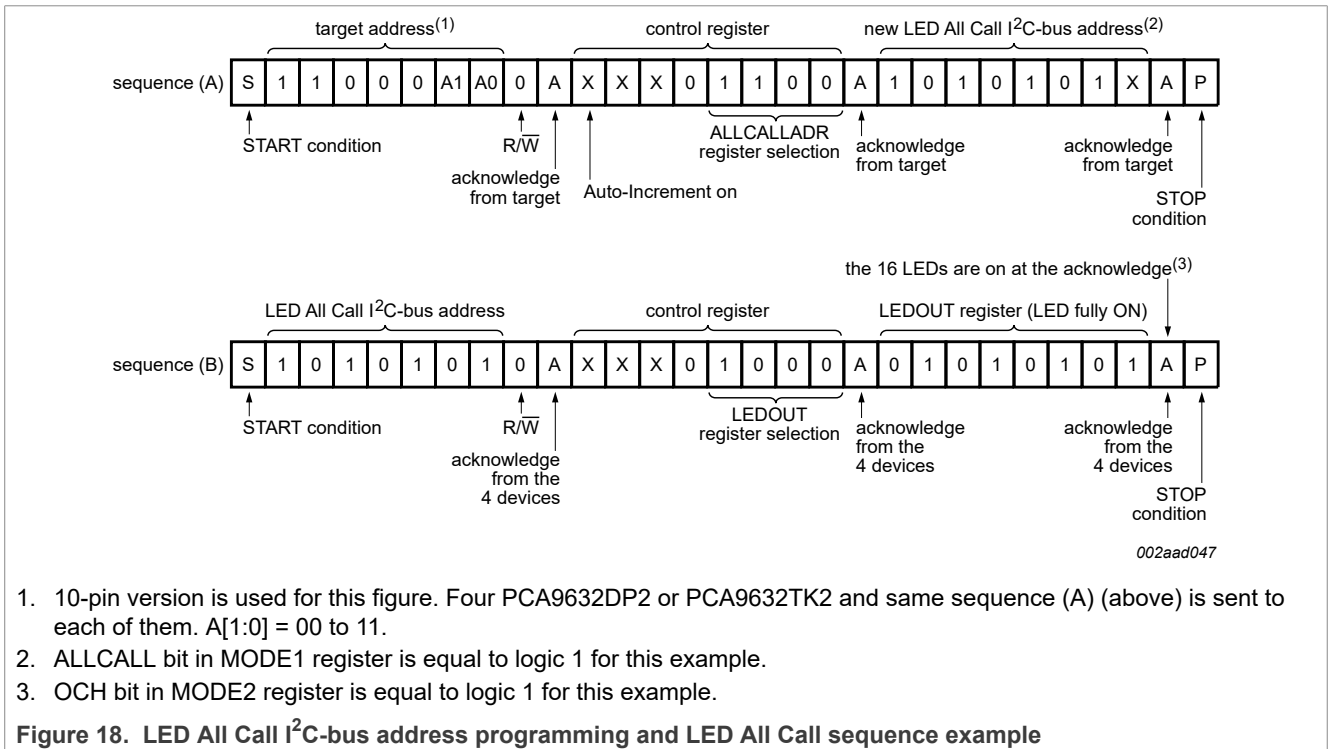 target address(1) control register new LED All Call I2C-bus address(2)
sequence (A) S 1 1 0 0 0 A1 A0 0 A X X X 0 1 1 0 0 A 1 0 1 0 1 0 1 X A P
START condition R/W ALLCALLADR register selection acknowledge from target acknowledge from target
acknowledge from target Auto-Increment on
STOP condition
the 16 LEDs are on at the acknowledge(3)
LED All Call I2C-bus address control register LEDOUT register (LED fully ON)
sequence (B) S 1 0 1 0 1 0 1 0 A X X X 0 1 0 0 0 A 0 1 0 1 0 1 0 1 A P
START condition R/W LEDOUT register selection acknowledge from the 4 devices acknowledge from the 4 devices
acknowledge from the 4 devices
STOP condition
002aad047
1. 10-pin version is used for this figure. Four PCA9632DP2 or PCA9632TK2 and same sequence (A) (above) is sent to
each of them. A[1:0] = 00 to 11.
2. ALLCALL bit in MODE1 register is equal to logic 1 for this example.
3. OCH bit in MODE2 register is equal to logic 1 for this example.
Figure 18. LED All Call I2C-bus address programming and LED All Call sequence example